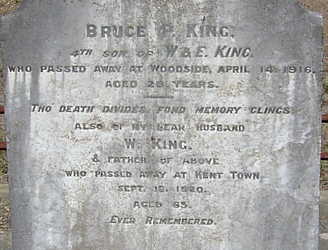 BRUCE P. KING.
4TH SON OF W & E. KING.
WHO PASSED AWAY AT WOODSIDE, APRIL 14, 1916,
AGED 29 YEARS.
THO DEATH DIVIDES FOND MEMORY CLINGS
ALSO OF MY DEAR HUSBAND
W. KING.
& FATHER OF ABOVE
WHO PASSED AWAY AT KENT TOWN
SEPT. 1920.
AGED 65.
EVER REMEMBERED.